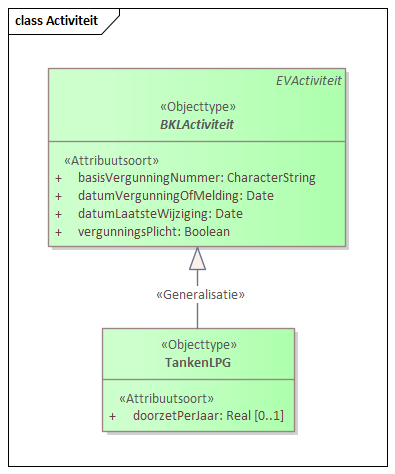 class Activiteit
EVActiviteit
«Objecttype»
BKLActiviteit
«Attribuutsoort»
+ basisVergunningNummer: CharacterString
+ datumVergunningOfMelding: Date
+ datumLaatsteWijziging: Date
+ vergunningsPlicht: Boolean
«Generalisatie»
«Objecttype»
TankenLPG
«Attribuutsoort»
+ doorzetPerJaar: Real [0..1]